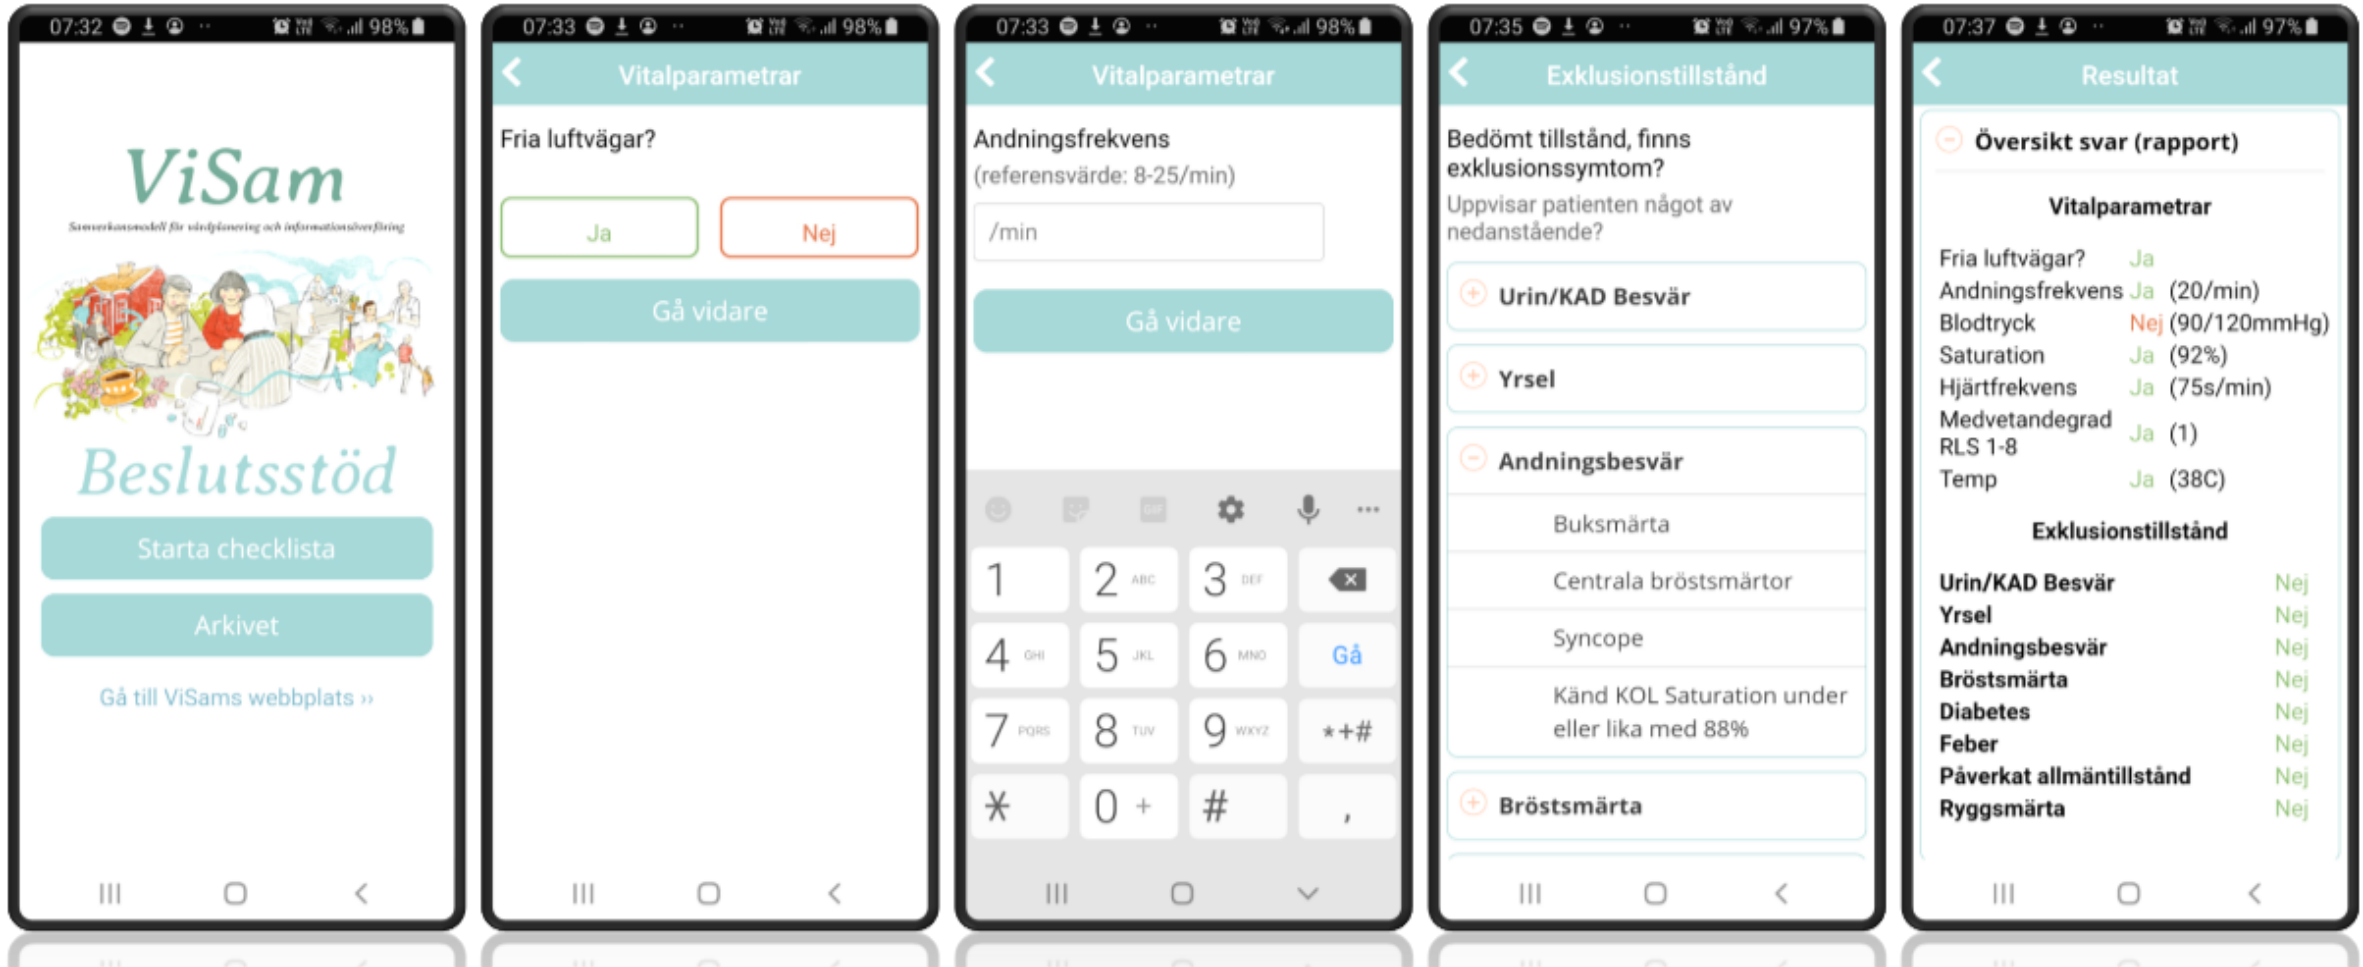 07:32
98%
ViSam
Samverkansmodell för vårdplanering och informationsöverföring
Beslutsstöd
Starta checklista
Arkivet
Gå till ViSams webbplats ››
07:33
98%
Vitalparametrar
Fria luftvägar?
Ja
Nej
Gå vidare
07:33
98%
Vitalparametrar
Andningsfrekvens
(referensvärde: 8-25/min)
/min
Gå vidare
GIF
1 2 ABC 3 DEF
4 GHI 5 JKL 6 MNO Gå
7 PQRS 8 TUV 9 WXYZ *+#
* 0 + # ,
07:35
97%
Exklusionstillstånd
Bedömt tillstånd, finns
exklusionssymtom?
Uppvisar patienten något av
nedanstående?
Urin/KAD Besvär
Yrsel
Andningsbesvär
Buksmärta
Centrala bröstsmärtor
Syncope
Känd KOL Saturation under
eller lika med 88%
Bröstsmärta
07:37
97%
Resultat
Översikt svar (rapport)
Vitalparametrar
Fria luftvägar? Ja
Andningsfrekvens Ja (20/min)
Blodtryck Nej (90/120mmHg)
Saturation Ja (92%)
Hjärtfrekvens Ja (75s/min)
Medvetandegrad
RLS 1-8 Ja (1)
Temp Ja (38C)
Exklusionstillstånd
Urin/KAD Besvär Nej
Yrsel Nej
Andningsbesvär Nej
Bröstsmärta Nej
Diabetes Nej
Feber Nej
Påverkat allmäntillstånd Nej
Ryggsmärta Nej